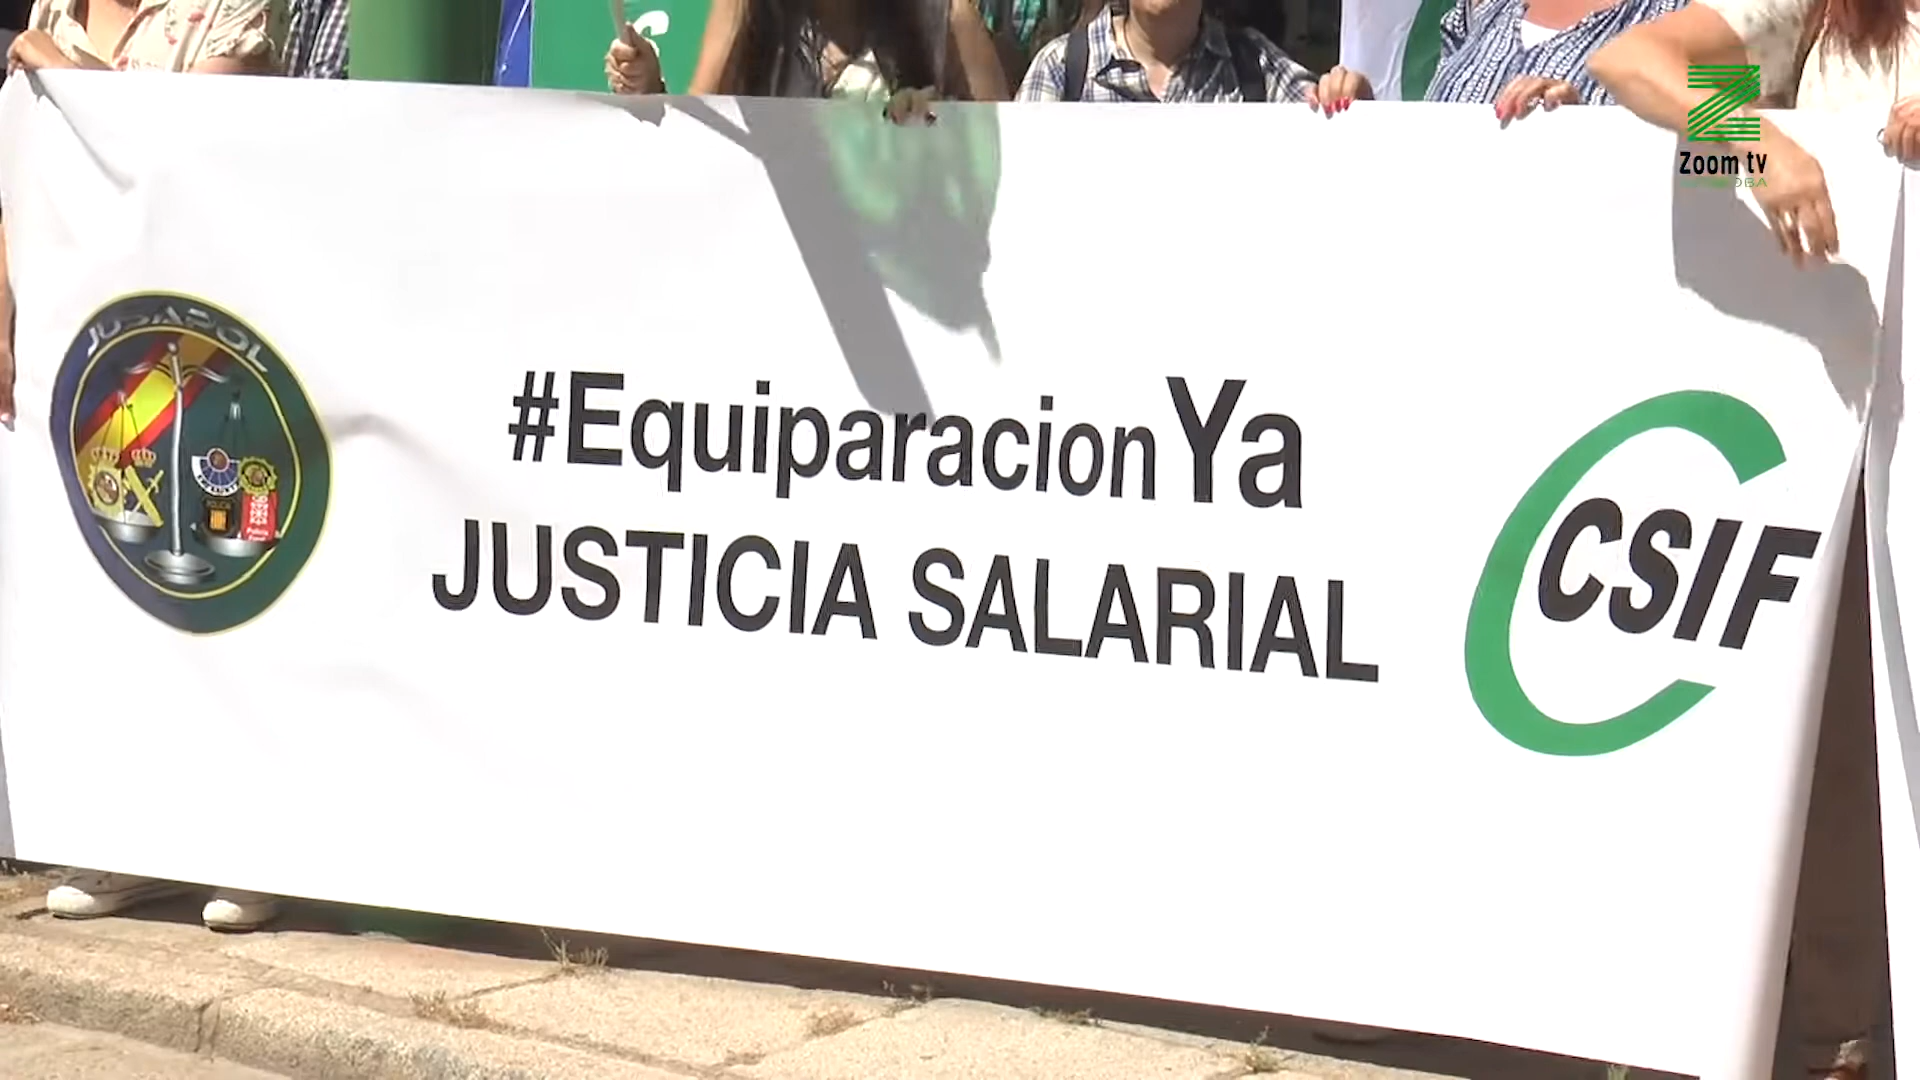 Zoom tv
JUSAPOL
#EquiparacionYa
JUSTICIA SALARIAL
CSIF